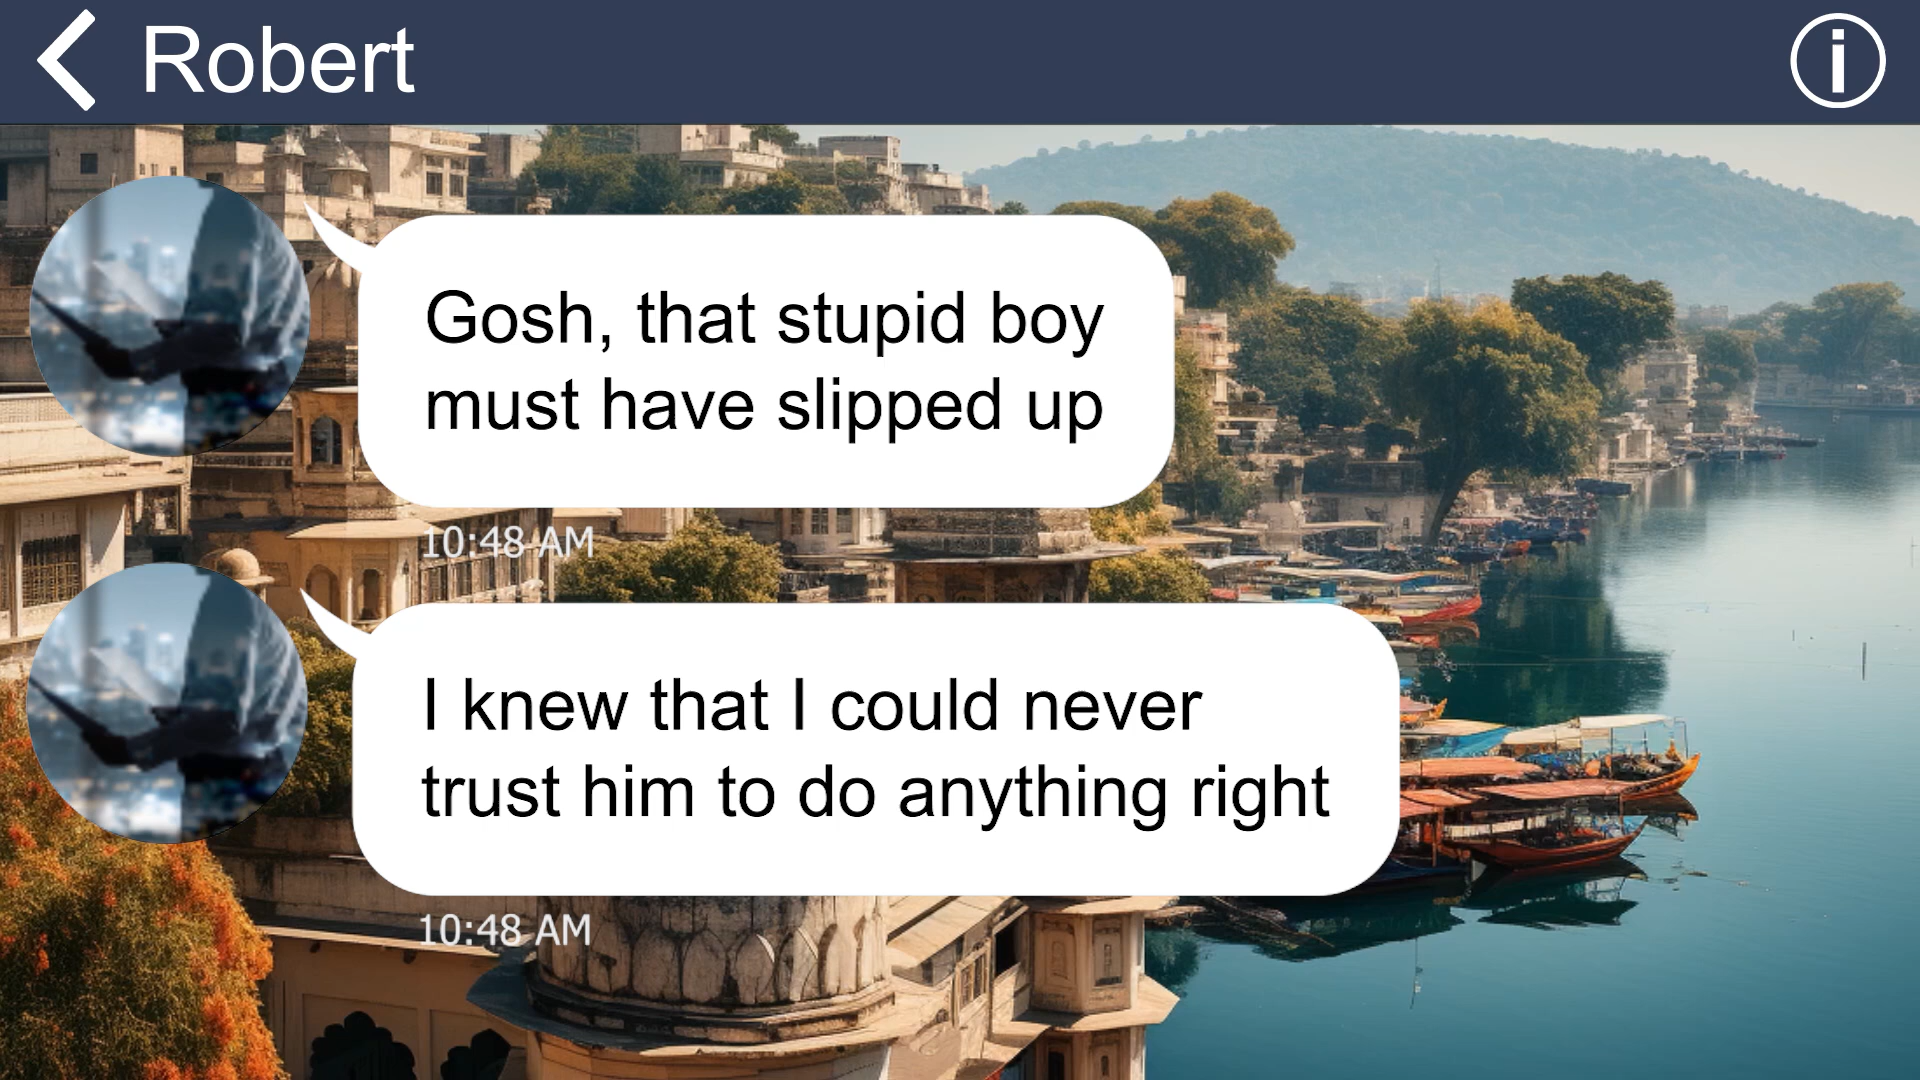 Robert
Gosh, that stupid boy
must have slipped up
10:48 AM
I knew that I could never
trust him to do anything right
10:48 AM